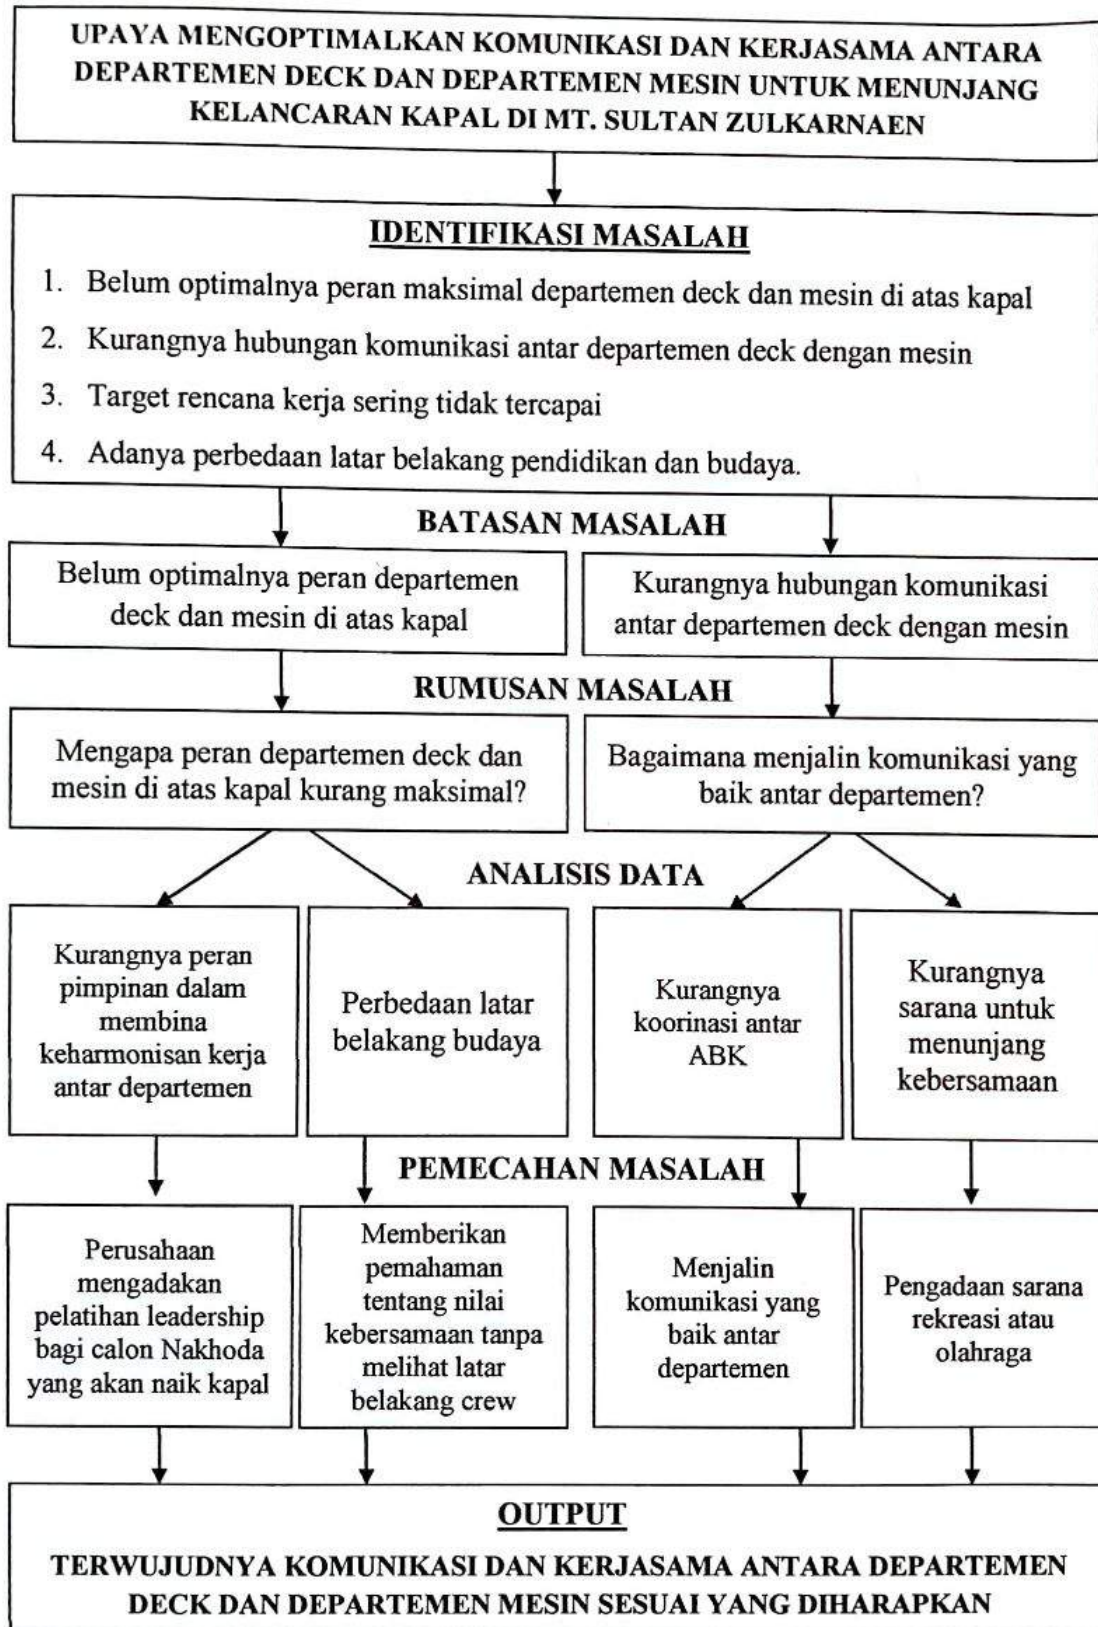 UPAYA MENGOPTIMALKAN KOMUNIKASI DAN KERJASAMA ANTARA
DEPARTEMEN DECK DAN DEPARTEMEN MESIN UNTUK MENUNJANG
KELANCARAN KAPAL DI MT. SULTAN ZULKARNAEN
IDENTIFIKASI MASALAH
1. Belum optimalnya peran maksimal departemen deck dan mesin di atas kapal
2. Kurangnya hubungan komunikasi antar departemen deck dengan mesin
3. Target rencana kerja sering tidak tercapai
4. Adanya perbedaan latar belakang pendidikan dan budaya.
BATASAN MASALAH
Belum optimalnya peran departemen
deck dan mesin di atas kapal
Kurangnya hubungan komunikasi
antar departemen deck dengan mesin
RUMUSAN MASALAH
Mengapa peran departemen deck dan
mesin di atas kapal kurang maksimal?
Bagaimana menjalin komunikasi yang
baik antar departemen?
ANALISIS DATA
Kurangnya peran
pimpinan dalam
membina
keharmonisan kerja
antar departemen
Perbedaan latar
belakang budaya
Kurangnya
koorinasi antar
ABK
Kurangnya
sarana untuk
menunjang
kebersamaan
PEMECAHAN MASALAH
Perusahaan
mengadakan
pelatihan leadership
bagi calon Nakhoda
yang akan naik kapal
Memberikan
pemahaman
tentang nilai
kebersamaan tanpa
melihat latar
belakang crew
Menjalin
komunikasi yang
baik antar
departemen
Pengadaan sarana
rekreasi atau
olahraga
OUTPUT
TERWUJUDNYA KOMUNIKASI DAN KERJASAMA ANTARA DEPARTEMEN
DECK DAN DEPARTEMEN MESIN SESUAI YANG DIHARAPKAN